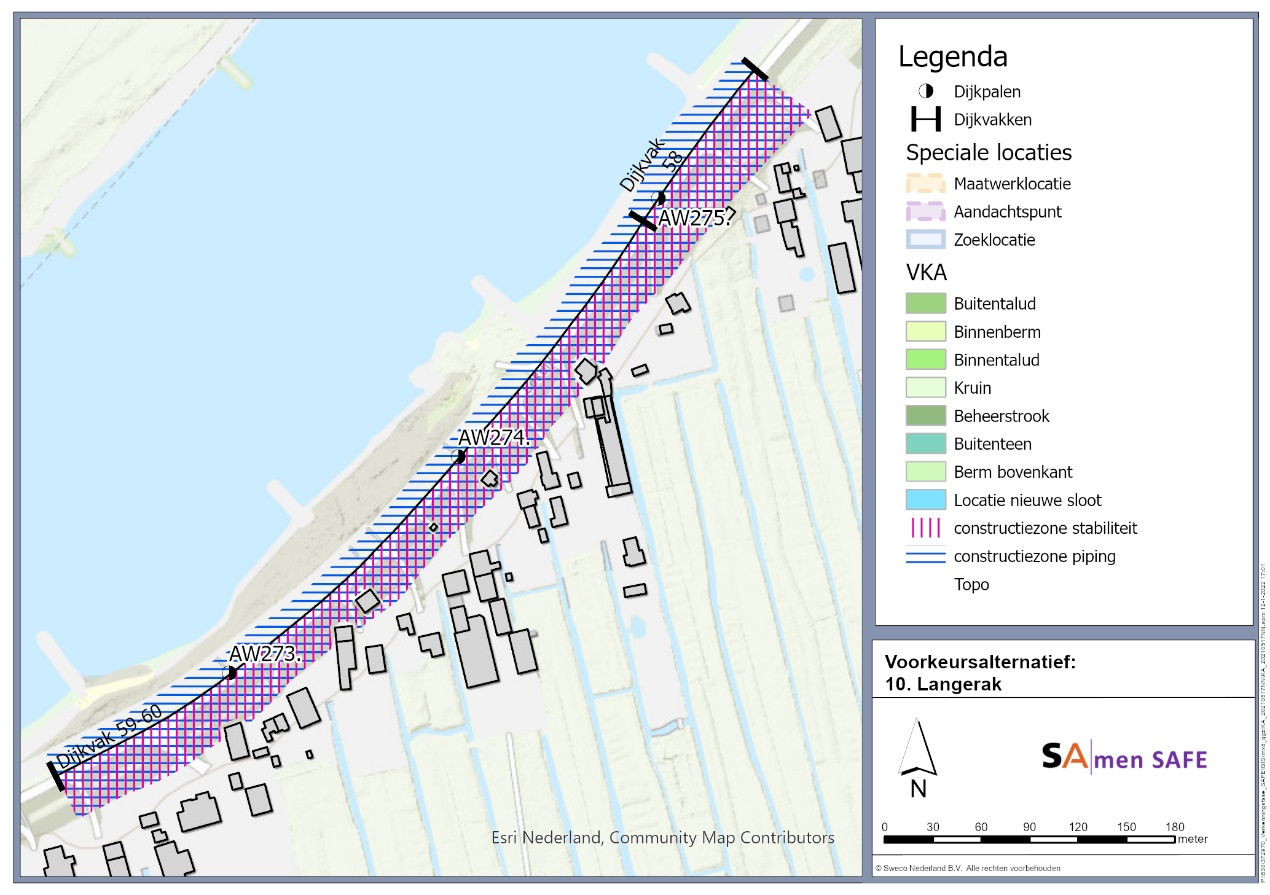 Dijkvak
58
AW275.
AW274.
AW273.
Dijkvak 59-60
Esri Nederland, Community Map Contributors
Legenda
Dijkpalen
Dijkvakken
Speciale locaties
Maatwerklocatie
Aandachtspunt
Zoeklocatie
VKA
Buitentalud
Binnenberm
Binnentalud
Kruin
Beheerstrook
Buitenteen
Berm bovenkant
Locatie nieuwe sloot
constructiezone stabiliteit
constructiezone piping
Topo
Voorkeursalternatief:
10. Langerak
N
SA|men SAFE
0 30 60 90 120 150 180
meter
© Sweco Nederland B.V. Alle rechten voorbehouden